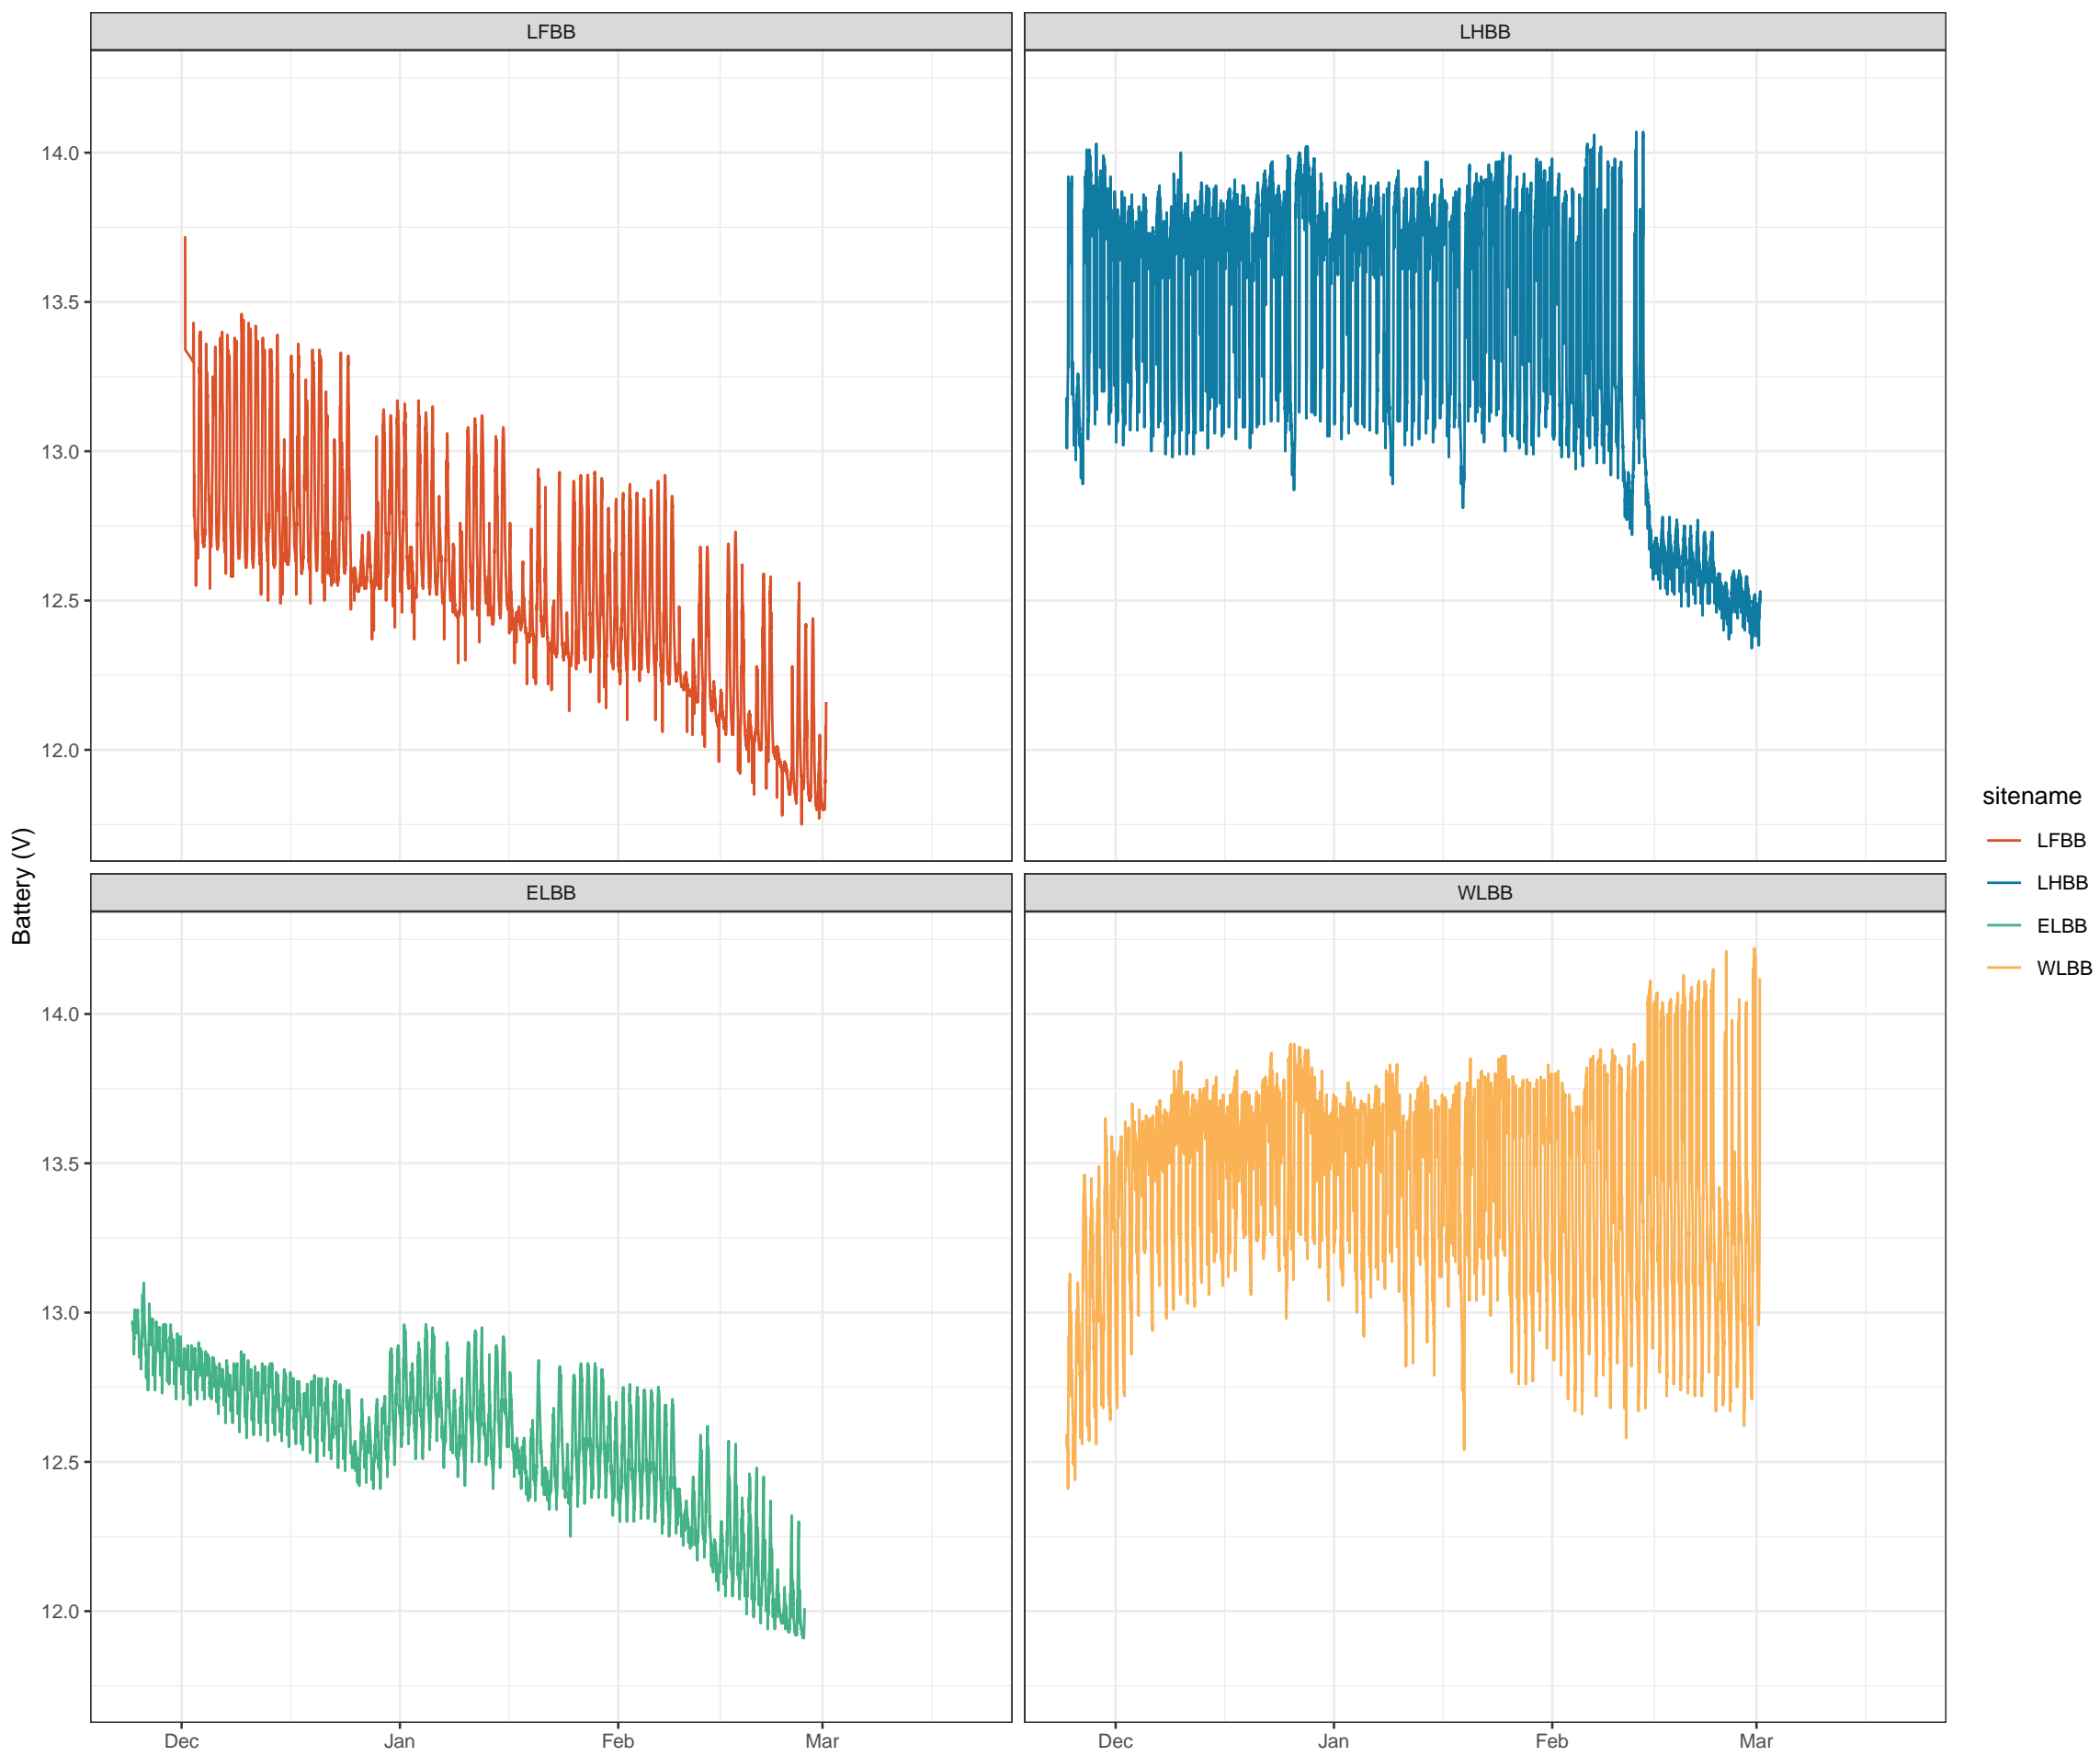 LFBB
LHBB
14.0
13.5
13.0
12.5
12.0
Battery (V)
ELBB
WLBB
14.0
13.5
13.0
12.5
12.0
Dec
Jan
Feb
Mar
Dec
Jan
Feb
Mar
sitename
LFBB
LHBB
ELBB
WLBB